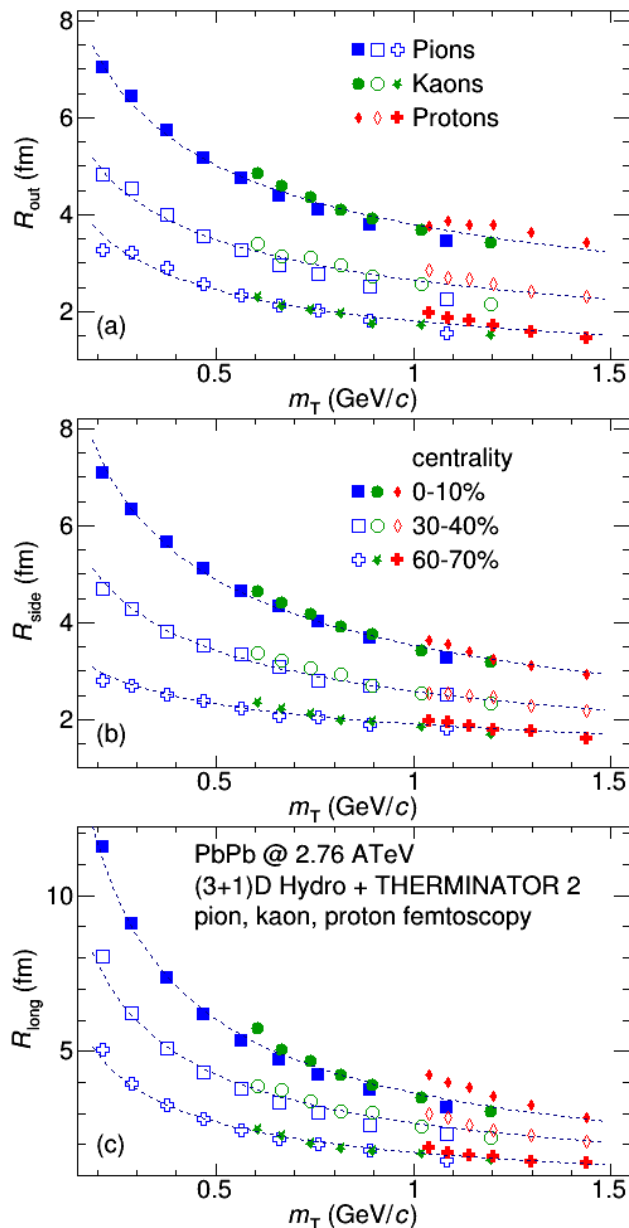 8
6
4
2
R_out (fm)
Pions
Kaons
Protons
(a)
0.5
1
1.5
m_T (GeV/c)
8
6
4
2
R_side (fm)
centrality
0-10%
30-40%
60-70%
(b)
0.5
1
1.5
m_T (GeV/c)
10
5
R_long (fm)
PbPb @ 2.76 ATeV
(3+1)D Hydro + THERMINATOR 2
pion, kaon, proton femtoscopy
(c)
0.5
1
1.5
m_T (GeV/c)